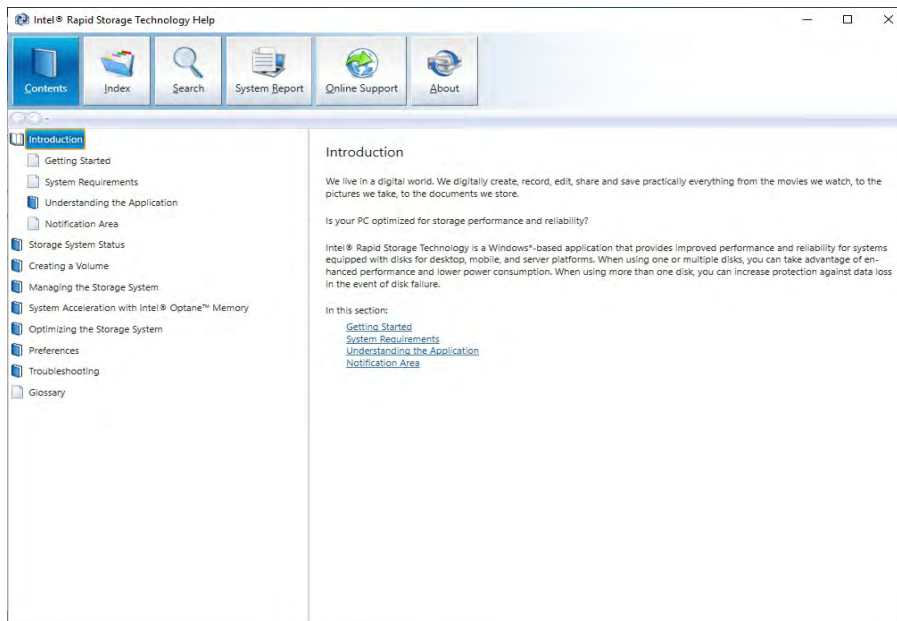 Intel® Rapid Storage Technology Help
Contents
Index
Search
System Report
Online Support
About
Introduction
Getting Started
System Requirements
Understanding the Application
Notification Area
Storage System Status
Creating a Volume
Managing the Storage System
System Acceleration with Intel® Optane™ Memory
Optimizing the Storage System
Preferences
Troubleshooting
Glossary
Introduction
We live in a digital world. We digitally create, record, edit, share and save practically everything from the movies we watch, to the
pictures we take, to the documents we store.
Is your PC optimized for storage performance and reliability?
Intel® Rapid Storage Technology is a Windows*-based application that provides improved performance and reliability for systems
equipped with disks for desktop, mobile, and server platforms. When using one or multiple disks, you can take advantage of en-
hanced performance and lower power consumption. When using more than one disk, you can increase protection against data loss
in the event of disk failure.
In this section:
Getting Started
System Requirements
Understanding the Application
Notification Area